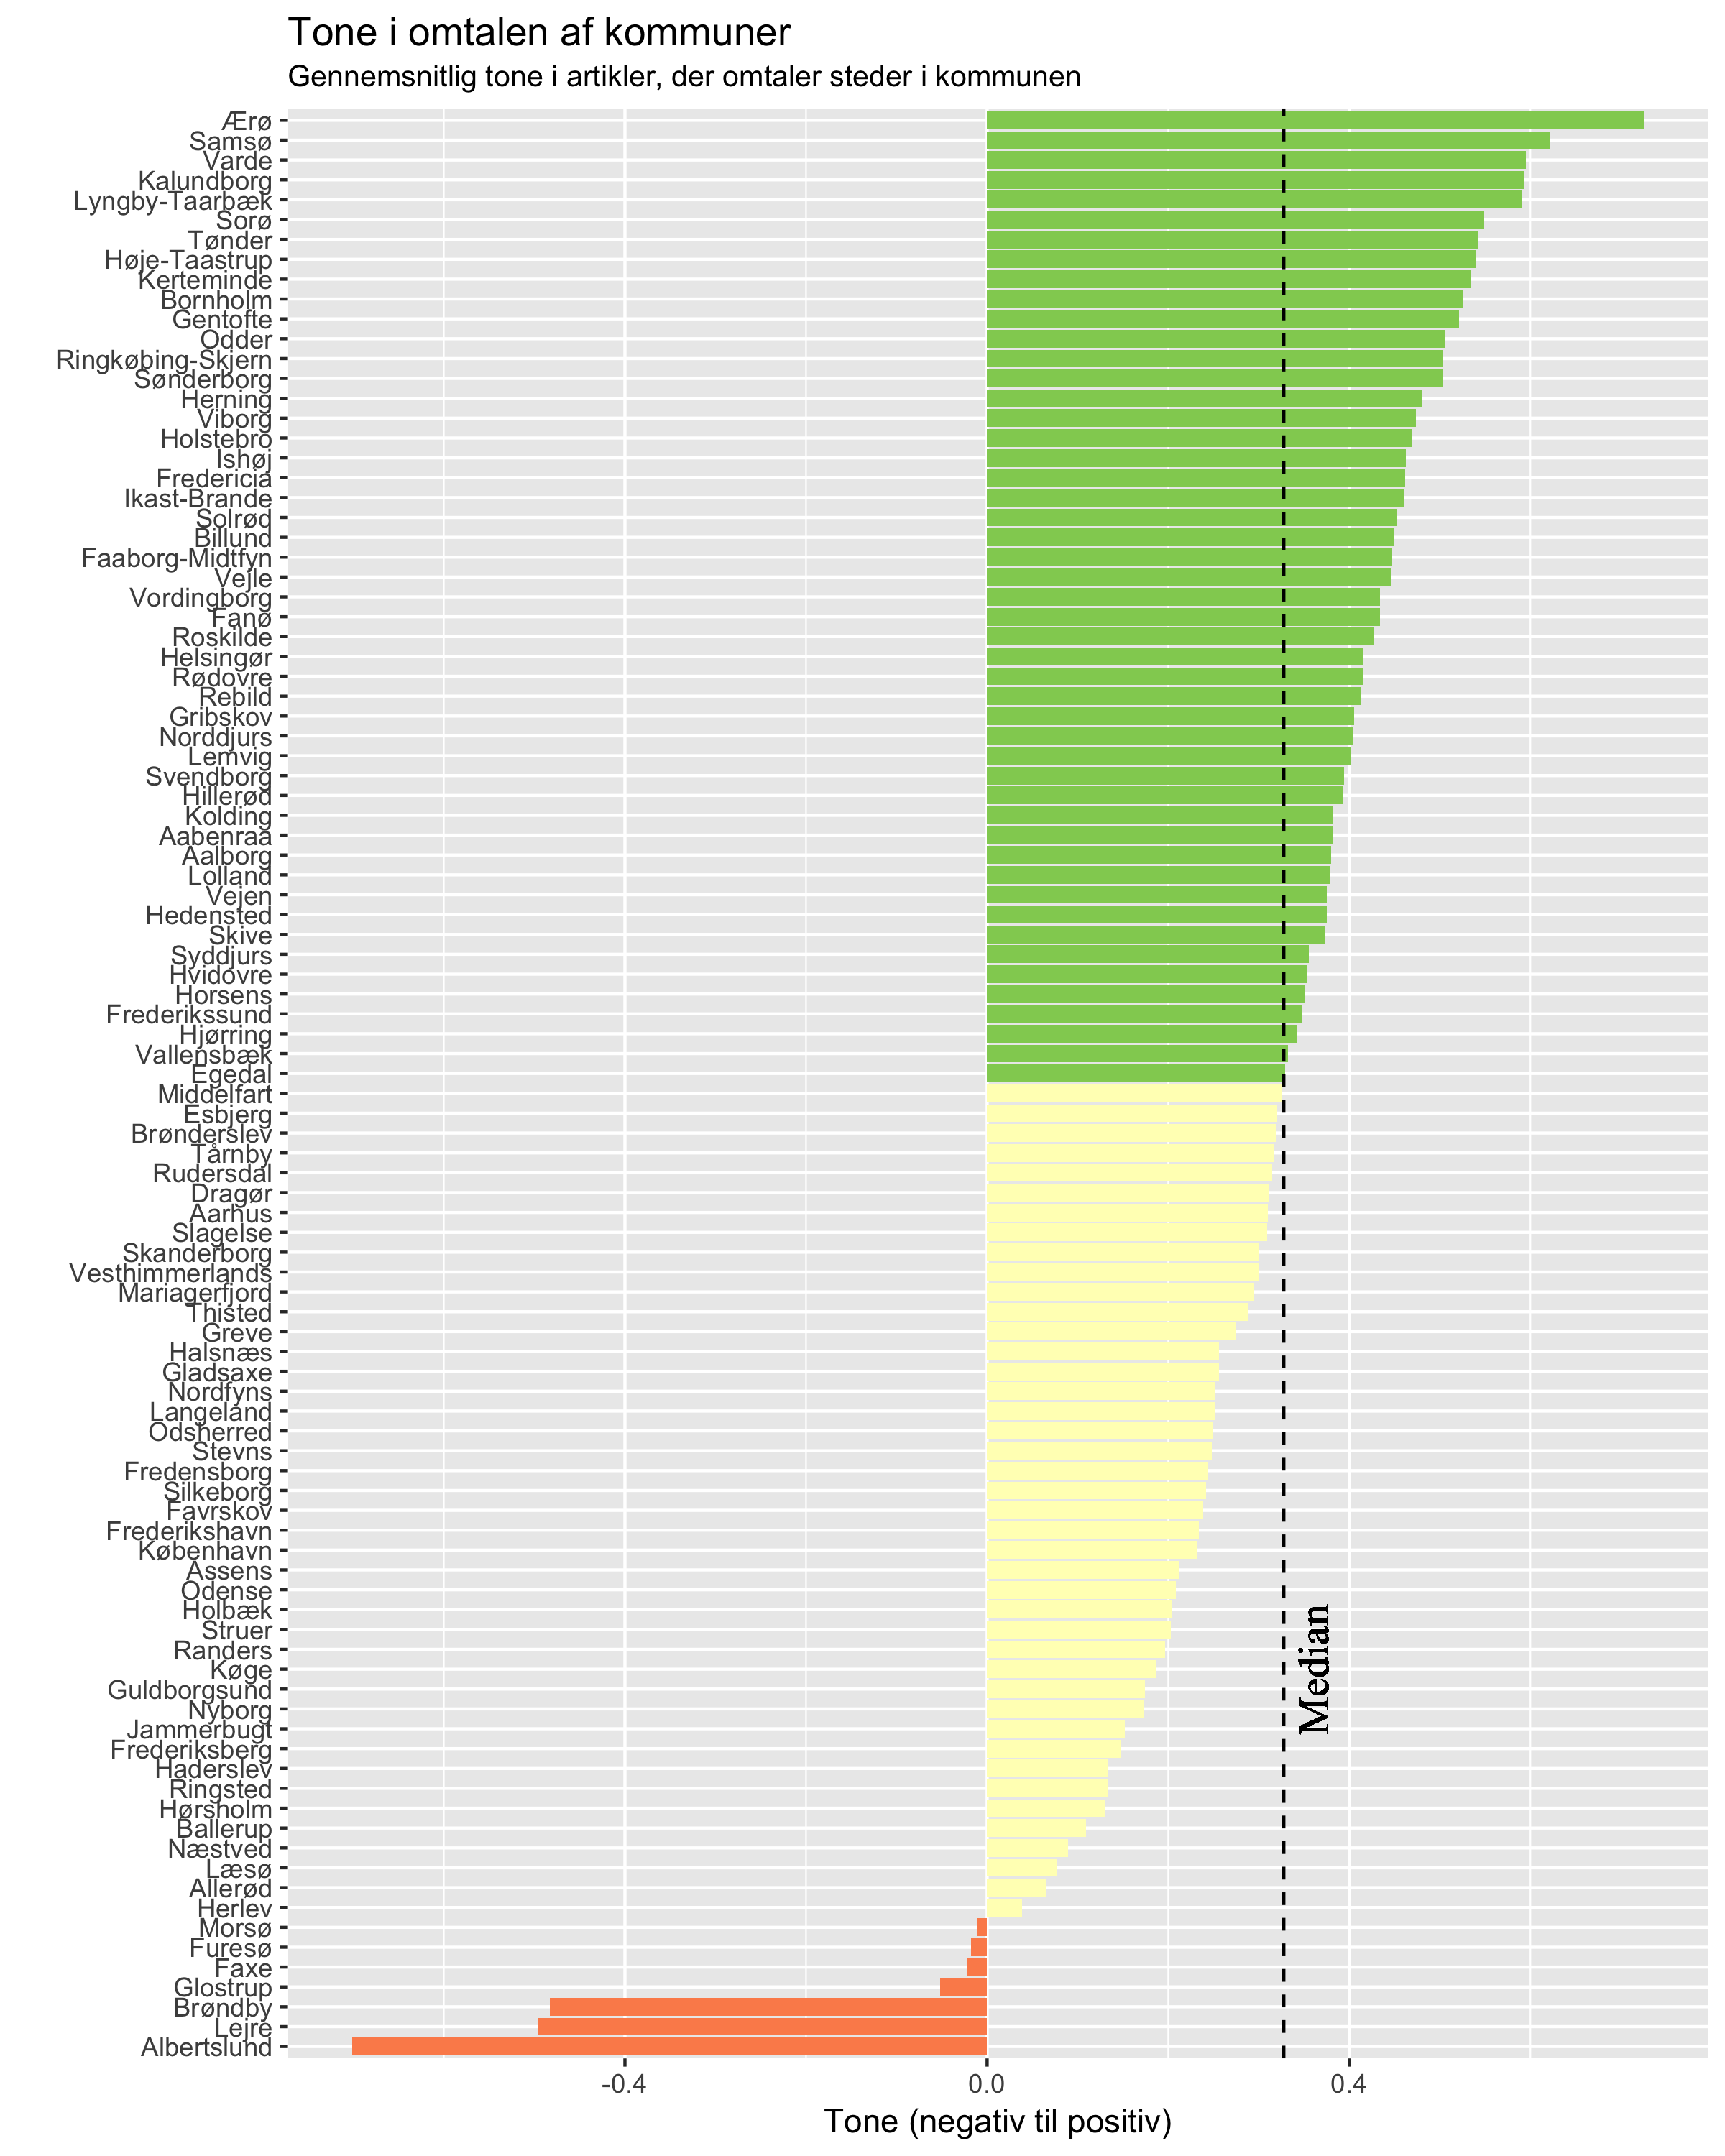 Tone i omtalen af kommuner
Gennemsnitlig tone i artikler, der omtaler steder i kommunen
Ærø
Samsø
Varde
Kalundborg
Lyngby-Taarbæk
Sorø
Tønder
Høje-Taastrup
Kerteminde
Bornholm
Gentofte
Odder
Ringkøbing-Skjern
Sønderborg
Herning
Viborg
Holstebro
Ishøj
Fredericia
Ikast-Brande
Solrød
Billund
Faaborg-Midtfyn
Vejle
Vordingborg
Fanø
Roskilde
Helsingør
Rødovre
Rebild
Gribskov
Norddjurs
Lemvig
Svendborg
Hillerød
Kolding
Aabenraa
Aalborg
Lolland
Vejen
Hedensted
Skive
Syddjurs
Hvidovre
Horsens
Frederikssund
Hjørring
Vallensbæk
Egedal
Middelfart
Esbjerg
Brønderslev
Tårnby
Rudersdal
Dragør
Aarhus
Slagelse
Skanderborg
Vesthimmerlands
Mariagerfjord
Thisted
Greve
Halsnæs
Gladsaxe
Nordfyns
Langeland
Odsherred
Stevns
Fredensborg
Silkeborg
Favrskov
Frederikshavn
København
Assens
Odense
Holbæk
Struer
Randers
Køge
Guldborgsund
Nyborg
Jammerbugt
Frederiksberg
Haderslev
Ringsted
Hørsholm
Ballerup
Næstved
Læsø
Allerød
Herlev
Morsø
Furesø
Faxe
Glostrup
Brøndby
Lejre
Albertslund
Median
-0.4 0.0 0.4
Tone (negativ til positiv)